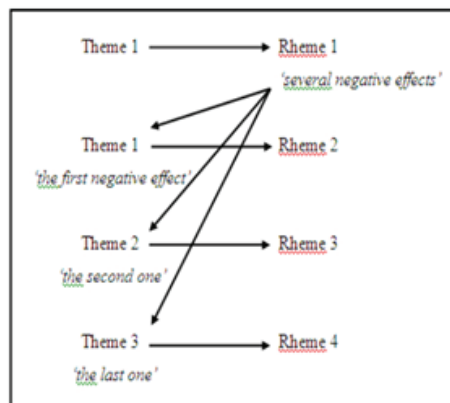 Theme 1 Rheme 1
‘several negative effects’
Theme 1 Rheme 2
‘the first negative effect’
Theme 2 Rheme 3
‘the second one’
Theme 3 Rheme 4
‘the last one’